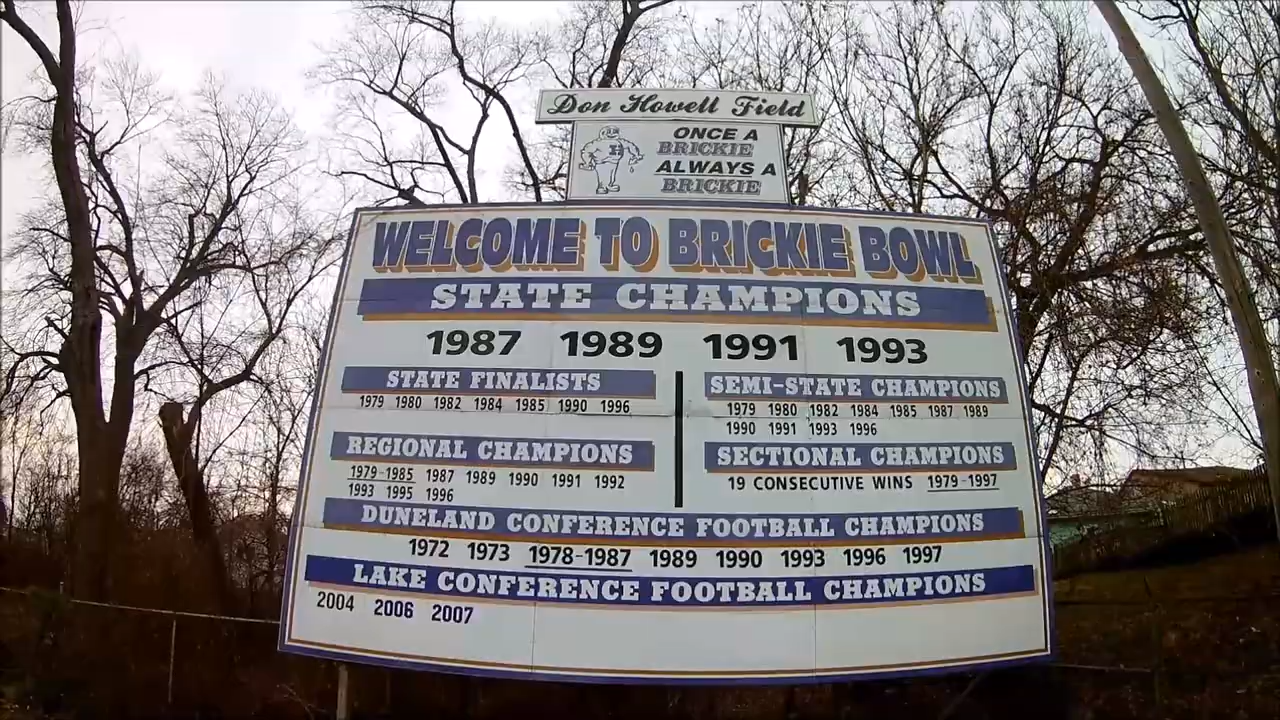 Don Howell Field
ONCE A
BRICKIE
ALWAYS A
BRICKIE
WELCOME TO BRICKIE BOWL
STATE CHAMPIONS
1987 1989 1991 1993
STATE FINALISTS
1979 1980 1982 1984 1985 1990 1996
SEMI-STATE CHAMPIONS
1979 1980 1982 1984 1985 1987 1989
1990 1991 1993 1996
REGIONAL CHAMPIONS
1979-1985 1987 1989 1990 1991 1992
1993 1995 1996
SECTIONAL CHAMPIONS
19 CONSECUTIVE WINS 1979-1997
DUNELAND CONFERENCE FOOTBALL CHAMPIONS
1972 1973 1978-1987 1989 1990 1993 1996 1997
LAKE CONFERENCE FOOTBALL CHAMPIONS
2004 2006 2007